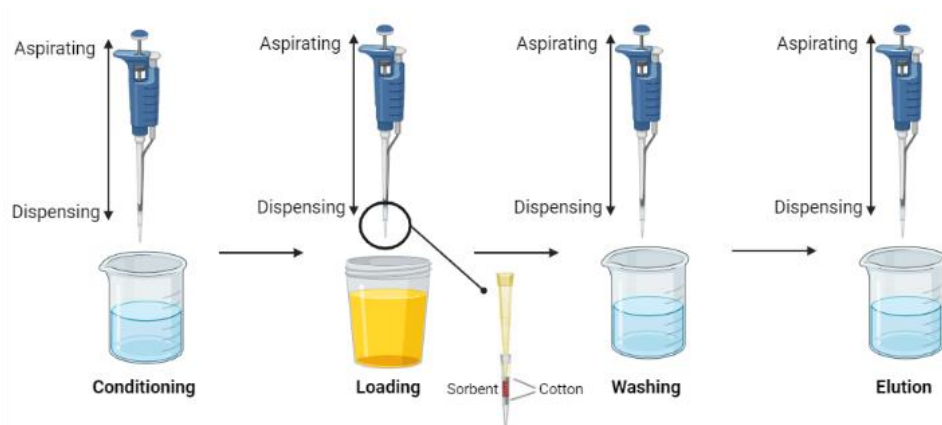 Aspirating
Aspirating
Aspirating
Aspirating
Dispensing
Dispensing
Dispensing
Dispensing
Conditioning
Loading
Sorbent
Cotton
Washing
Elution